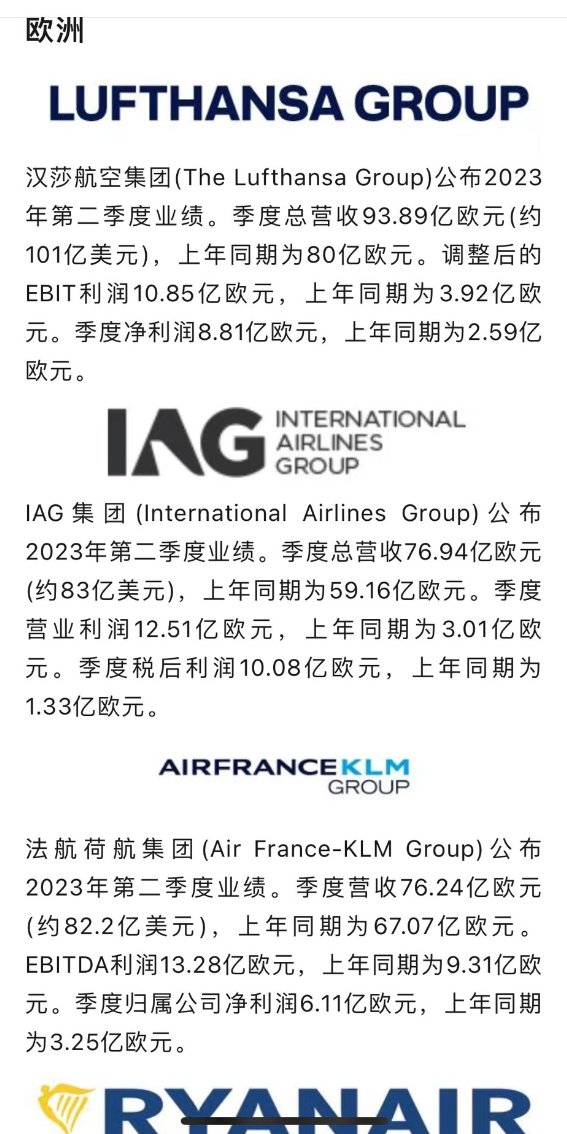 欧洲
LUFTHANSA GROUP
汉莎航空集团(The Lufthansa Group)公布2023
年第二季度业绩。季度总营收93.89亿欧元(约
101亿美元)，上年同期为80亿欧元。调整后的
EBIT利润10.85亿欧元，上年同期为3.92亿欧
元。季度净利润8.81亿欧元，上年同期为2.59亿
欧元。
IAG INTERNATIONAL
AIRLINES
GROUP
IAG集团(International Airlines Group)公布
2023年第二季度业绩。季度总营收76.94亿欧元
(约83亿美元)，上年同期为59.16亿欧元。季度
营业利润12.51亿欧元，上年同期为3.01亿欧
元。季度税后利润10.08亿欧元，上年同期为
1.33亿欧元。
AIRFRANCEKLM
GROUP
法航荷航集团(Air France-KLM Group)公布
2023年第二季度业绩。季度营收76.24亿欧元
(约82.2亿美元)，上年同期为67.07亿欧元。
EBITDA利润13.28亿欧元，上年同期为9.31亿欧
元。季度归属公司净利润6.11亿欧元，上年同期
为3.25亿欧元。
RYANAIR